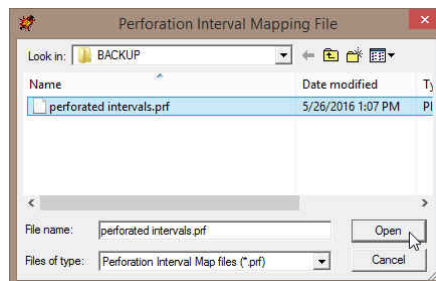 Perforation Interval Mapping File
Look in: BACKUP
Name Date modified
perforated intervals.prf 5/26/2016 1:07 PM
File name: perforated intervals.prf Open
Files of type: Perforation Interval Map files (*.prf) Cancel